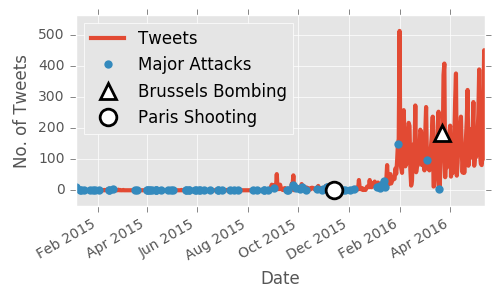 Tweets
Major Attacks
Brussels Bombing
Paris Shooting
No. of Tweets
500
400
300
200
100
0
Feb 2015
Apr 2015
Jun 2015
Aug 2015
Oct 2015
Dec 2015
Feb 2016
Apr 2016
Date